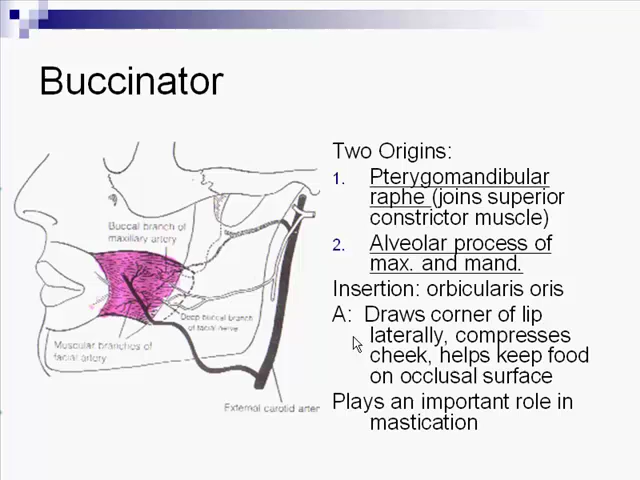 Buccinator
Two Origins:
1. Pterygomandibular
raphe (joins superior
constrictor muscle)
2. Alveolar process of
max. and mand.
Insertion: orbicularis oris
A: Draws corner of lip
laterally, compresses
cheek, helps keep food
on occlusal surface
Plays an important role in
mastication
Buccal branch of
maxillary artery
Deep buccal branch
of facial nerve
Muscular branches of
facial artery
External carotid arter